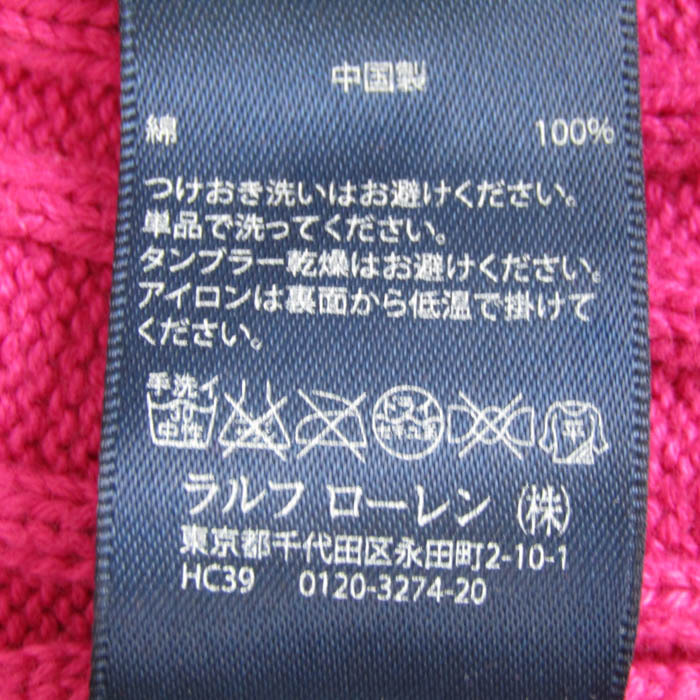 中国製
綿 100%
つけおき洗いはお避けください。
単品で洗ってください。
タンブラー乾燥はお避けください。
アイロンは裏面から低温で掛けて
ください。
手洗イ
30
中性
ドライ
平
ラルフ ローレン (株)
東京都千代田区永田町2-10-1
HC39 0120-3274-20